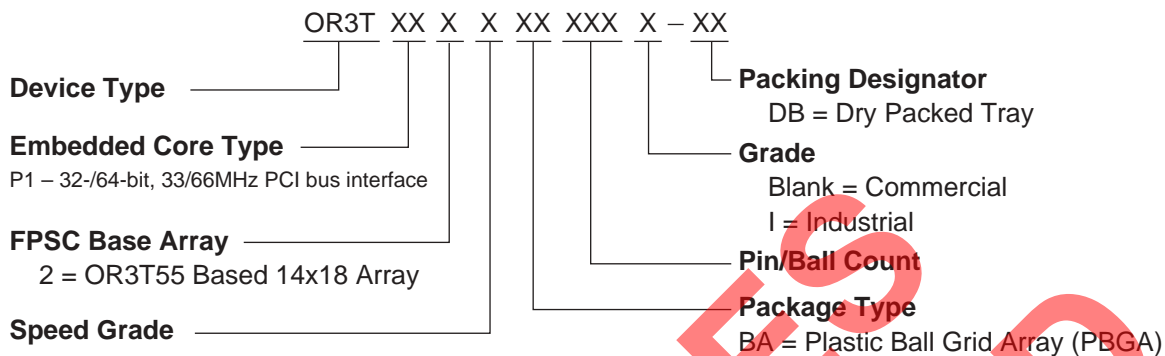 OR3T XX X X XX XXX X – XX
Device Type
Embedded Core Type
P1 – 32-/64-bit, 33/66MHz PCI bus interface
FPSC Base Array
2 = OR3T55 Based 14x18 Array
Speed Grade
Packing Designator
DB = Dry Packed Tray
Grade
Blank = Commercial
I = Industrial
Pin/Ball Count
Package Type
BA = Plastic Ball Grid Array (PBGA)